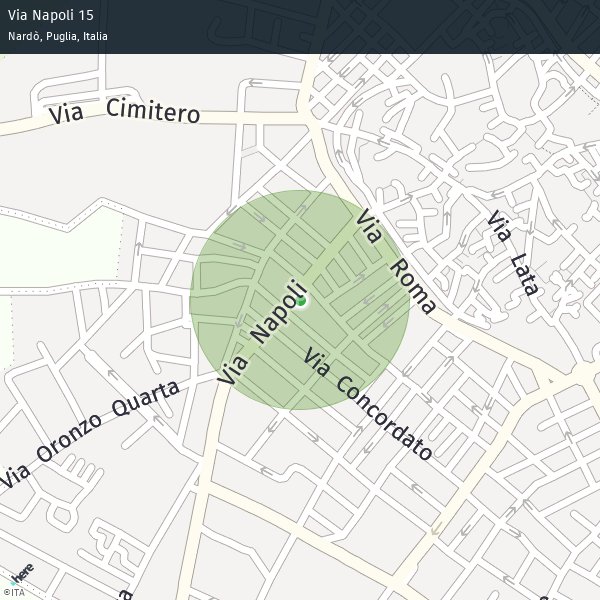 Via Napoli 15
Nardò, Puglia, Italia
Via Cimitero
Via Roma
Via Lata
Via Napoli
Via Concordato
Via Oronzo Quarta
here
©ITA
a